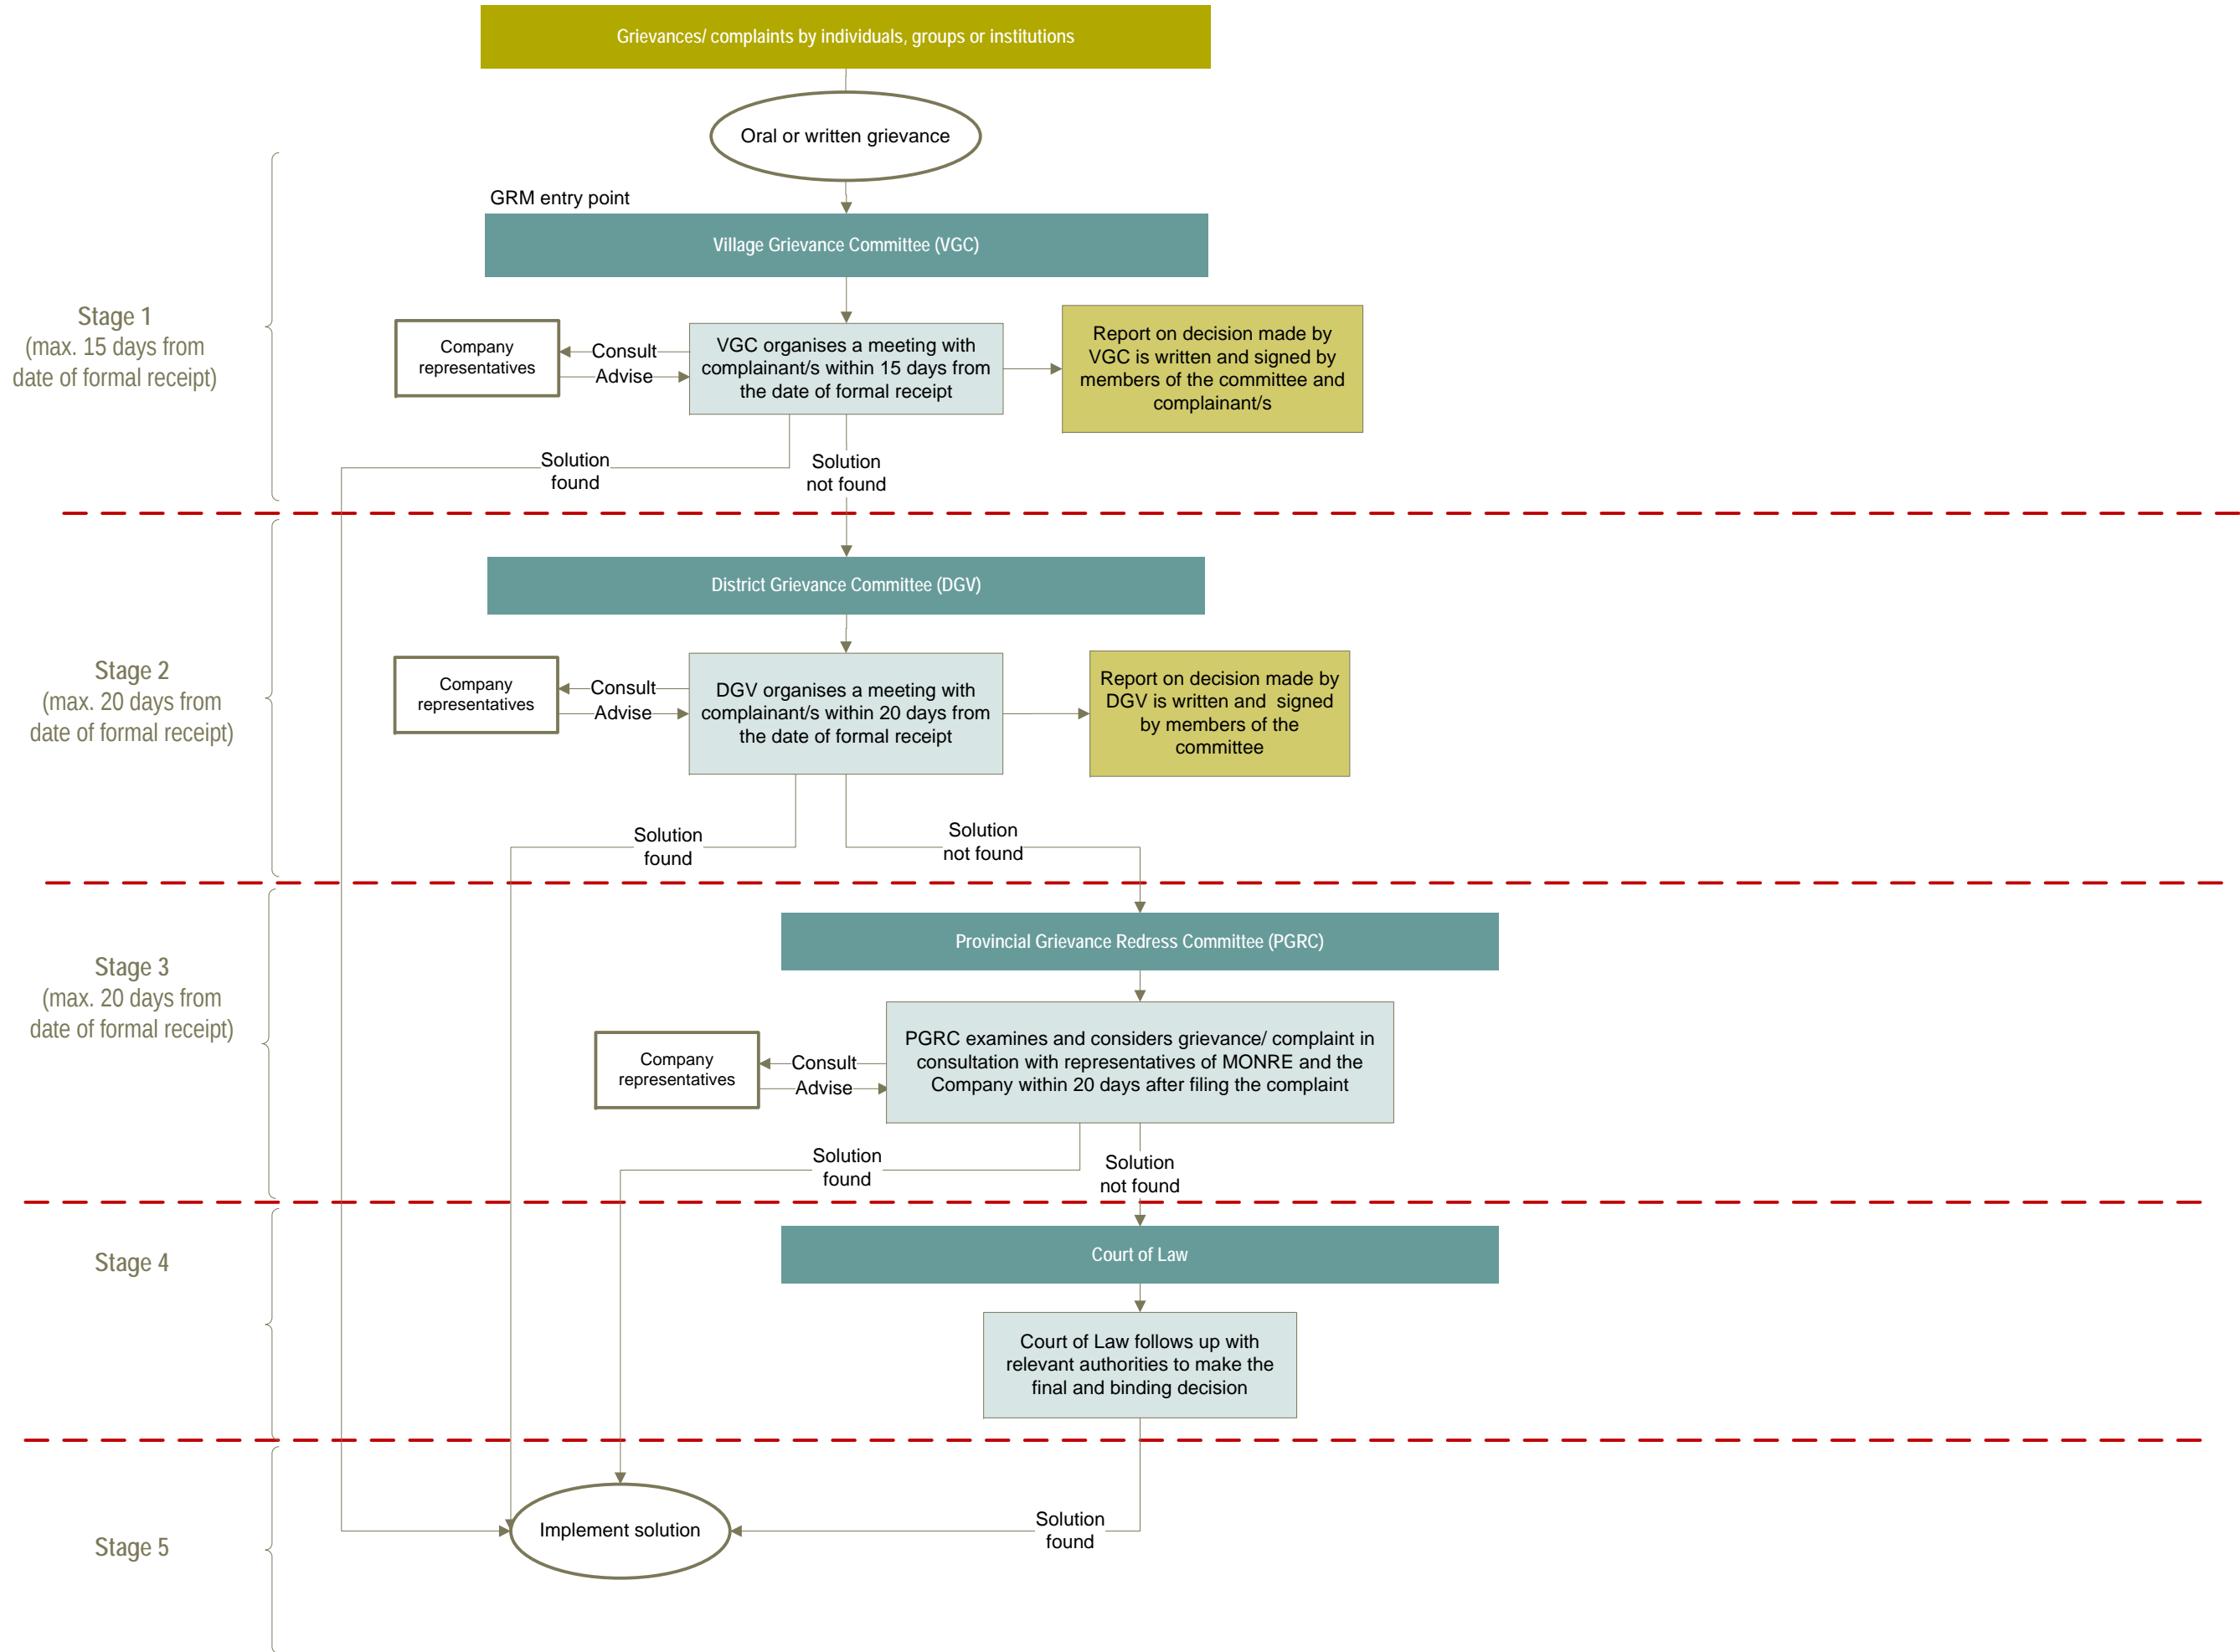 Grievances/ complaints by individuals, groups or institutions
Oral or written grievance
GRM entry point
Village Grievance Committee (VGC)
Stage 1
(max. 15 days from
date of formal receipt)
Company
representatives
Consult
Advise
VGC organises a meeting with
complainant/s within 15 days from
the date of formal receipt
Report on decision made by
VGC is written and signed by
members of the committee and
complainant/s
Solution
found
Solution
not found
District Grievance Committee (DGV)
Stage 2
(max. 20 days from
date of formal receipt)
Company
representatives
Consult
Advise
DGV organises a meeting with
complainant/s within 20 days from
the date of formal receipt
Report on decision made by
DGV is written and  signed
by members of the
committee
Solution
found
Solution
not found
Provincial Grievance Redress Committee (PGRC)
Stage 3
(max. 20 days from
date of formal receipt)
Company
representatives
Consult
Advise
PGRC examines and considers grievance/ complaint in
consultation with representatives of MONRE and the
Company within 20 days after filing the complaint
Solution
found
Solution
not found
Court of Law
Stage 4
Court of Law follows up with
relevant authorities to make the
final and binding decision
Stage 5
Implement solution
Solution
found